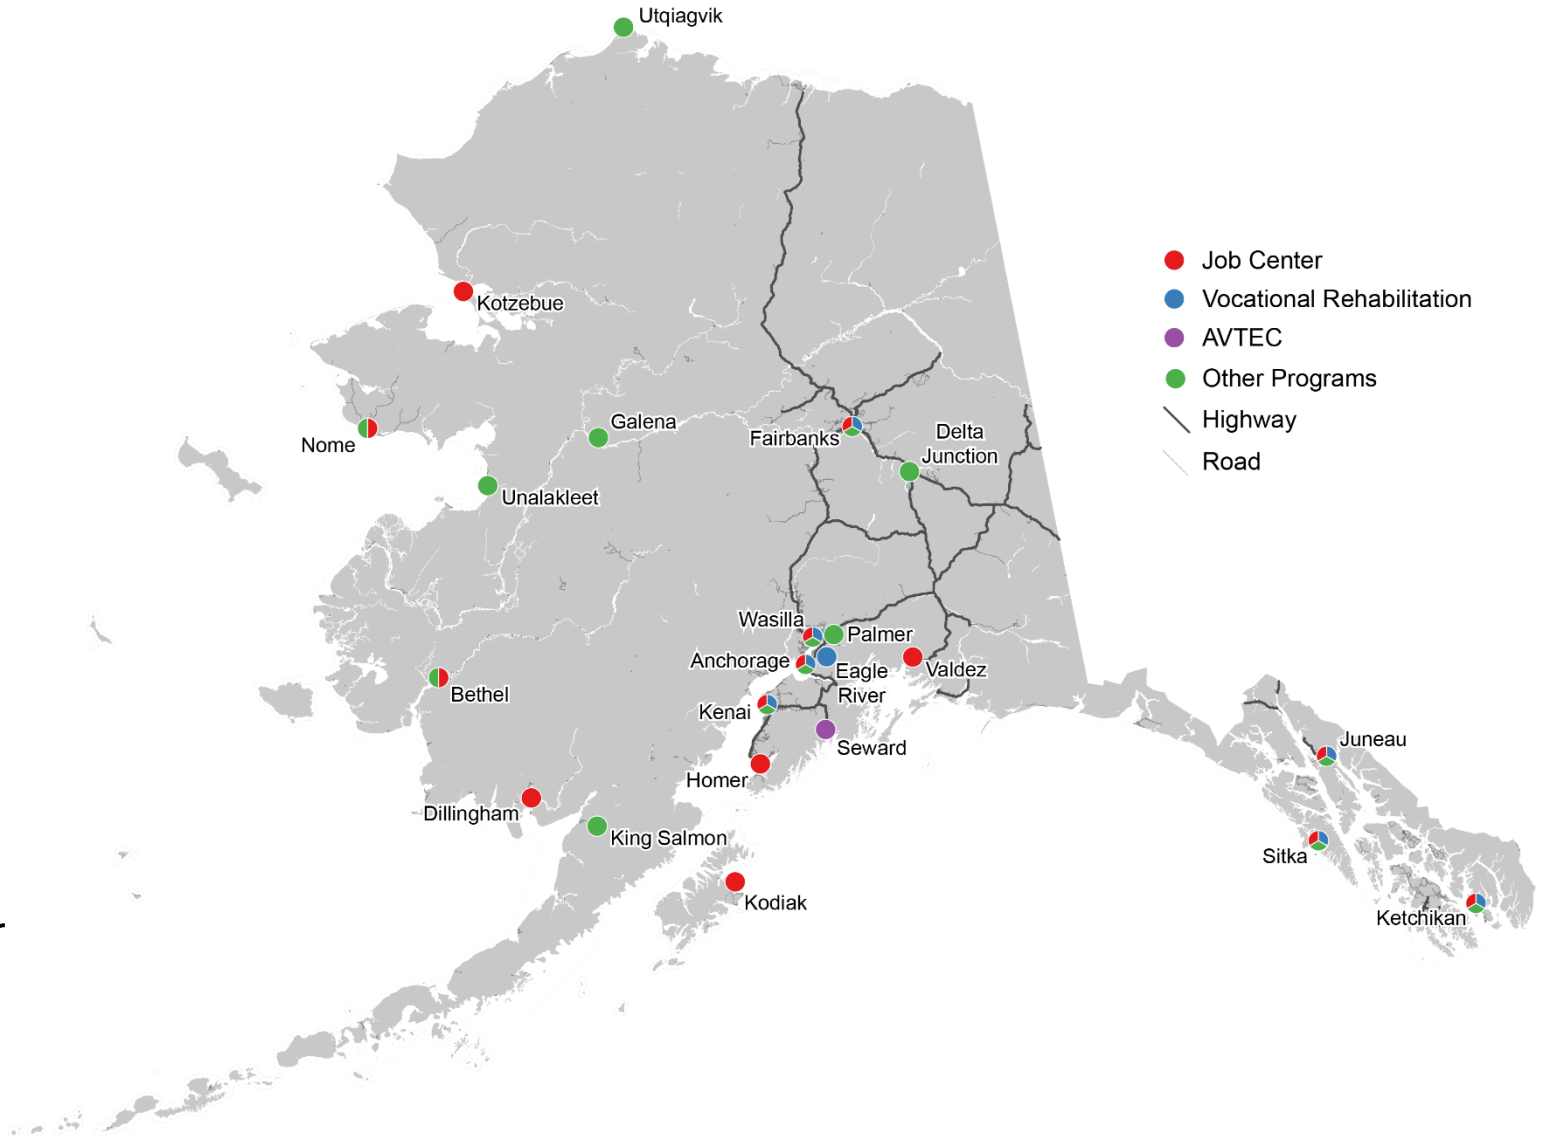 Utqiagvik
Job Center
Vocational Rehabilitation
AVTEC
Other Programs
Highway
Road
Kotzebue
Nome
Galena
Unalakleet
Fairbanks
Delta
Junction
Wasilla
Palmer
Anchorage
Eagle
River
Valdez
Bethel
Kenai
Seward
Homer
Dillingham
King Salmon
Kodiak
Juneau
Sitka
Ketchikan